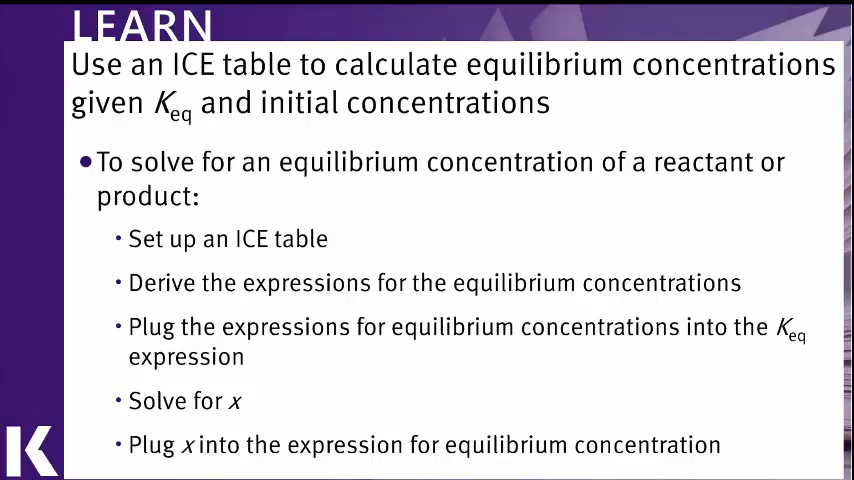 LEARN
Use an ICE table to calculate equilibrium concentrations
given Keq and initial concentrations
•To solve for an equilibrium concentration of a reactant or
product:
• Set up an ICE table
• Derive the expressions for the equilibrium concentrations
• Plug the expressions for equilibrium concentrations into the Keq
expression
• Solve for x
• Plug x into the expression for equilibrium concentration
K